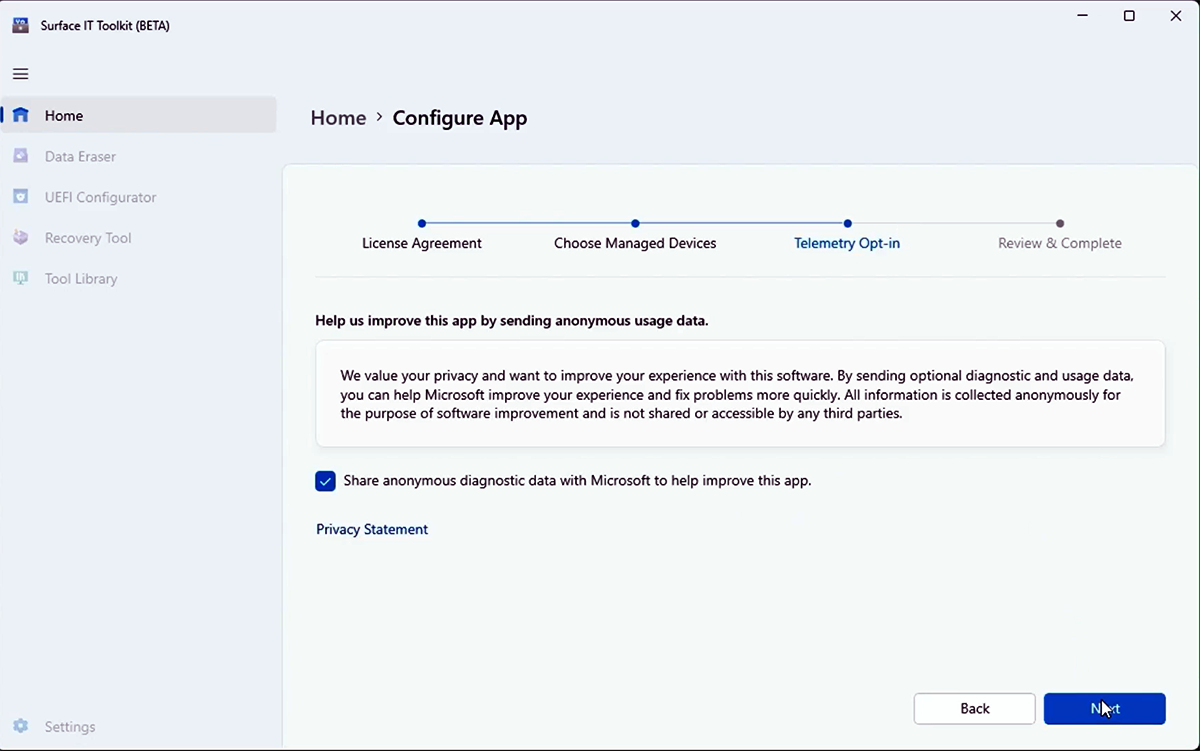 Surface IT Toolkit (BETA)
Home
Data Eraser
UEFI Configurator
Recovery Tool
Tool Library
Settings
Home > Configure App
License Agreement
Choose Managed Devices
Telemetry Opt-in
Review & Complete
Help us improve this app by sending anonymous usage data.
We value your privacy and want to improve your experience with this software. By sending optional diagnostic and usage data,
you can help Microsoft improve your experience and fix problems more quickly. All information is collected anonymously for
the purpose of software improvement and is not shared or accessible by any third parties.
Share anonymous diagnostic data with Microsoft to help improve this app.
Privacy Statement
Back
Next